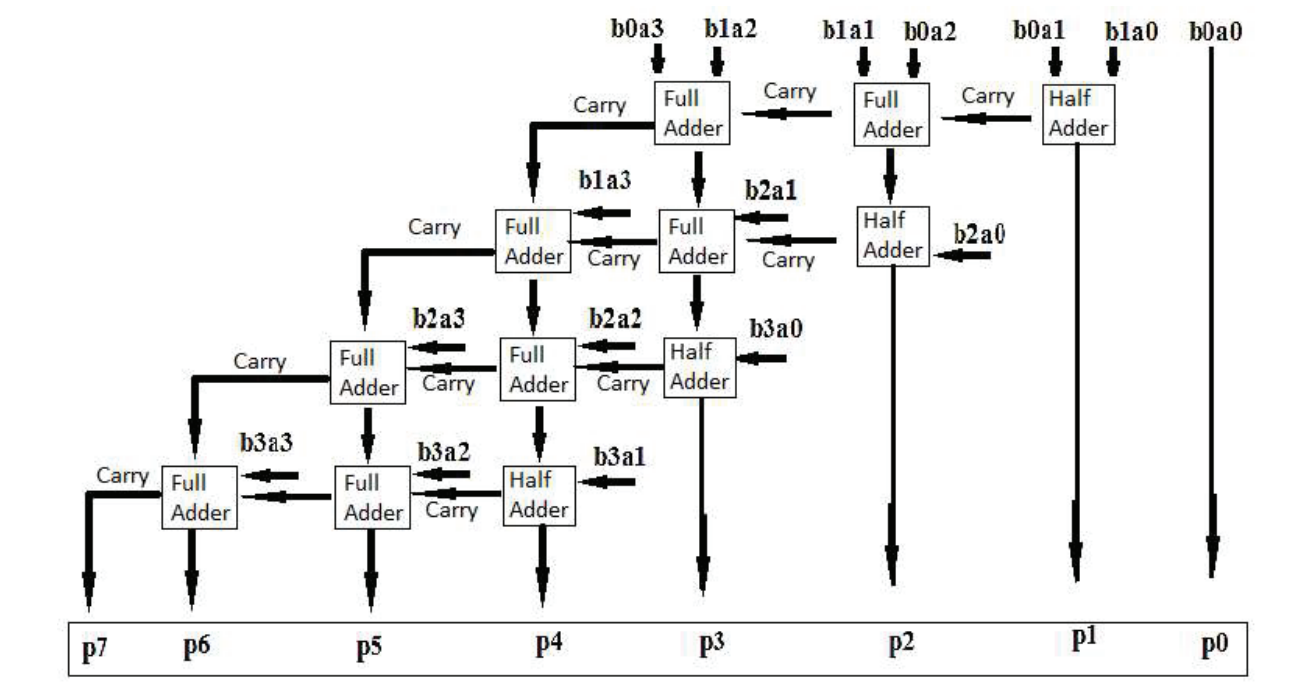 b0a3 b1a2 b1a1 b0a2 b0a1 b1a0 b0a0
Carry Full Adder Carry Full Adder Carry Half Adder
b1a3 b2a1
Carry Full Adder Carry Full Adder Carry Half Adder b2a0
b2a3 b2a2 b3a0
Carry Full Adder Carry Full Adder Carry Half Adder
b3a3 b3a2 b3a1
Carry Full Adder Full Adder Carry Half Adder
p7 p6 p5 p4 p3 p2 p1 p0